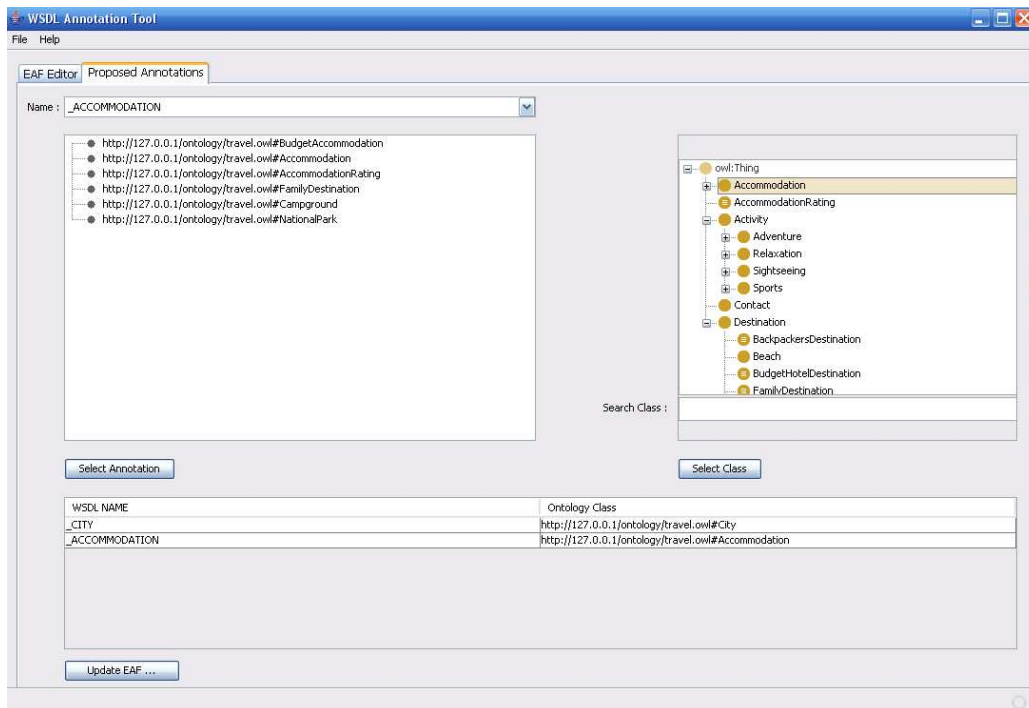 WSDL Annotation Tool
File Help
EAF Editor Proposed Annotations
Name : _ACCOMMODATION
http://127.0.0.1/ontology/travel.owl#BudgetAccommodation
http://127.0.0.1/ontology/travel.owl#Accommodation
http://127.0.0.1/ontology/travel.owl#AccommodationRating
http://127.0.0.1/ontology/travel.owl#FamilyDestination
http://127.0.0.1/ontology/travel.owl#Campground
http://127.0.0.1/ontology/travel.owl#NationalPark
owl:Thing
Accommodation
AccommodationRating
Activity
Adventure
Relaxation
Sightseeing
Sports
Contact
Destination
BackpackersDestination
Beach
BudgetHotelDestination
FamilyDestination
Search Class :
Select Annotation
Select Class
WSDL NAME Ontology Class
_CITY http://127.0.0.1/ontology/travel.owl#City
_ACCOMMODATION http://127.0.0.1/ontology/travel.owl#Accommodation
Update EAF ...